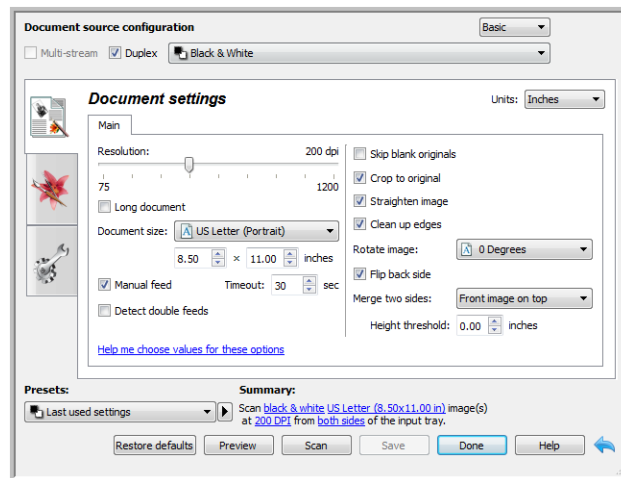 Document source configuration
Basic
Multi-stream Duplex Black & White
Document settings
Units: Inches
Main
Resolution: 200 dpi
75 1200
Long document
Document size: US Letter (Portrait)
8.50 × 11.00 inches
Manual feed Timeout: 30 sec
Detect double feeds
Help me choose values for these options
Skip blank originals
Crop to original
Straighten image
Clean up edges
Rotate image: 0 Degrees
Flip back side
Merge two sides: Front image on top
Height threshold: 0.00 inches
Presets:
Last used settings
Summary:
Scan black & white US Letter (8.50x11.00 in) image(s)
at 200 DPI from both sides of the input tray.
Restore defaults Preview Scan Save Done Help